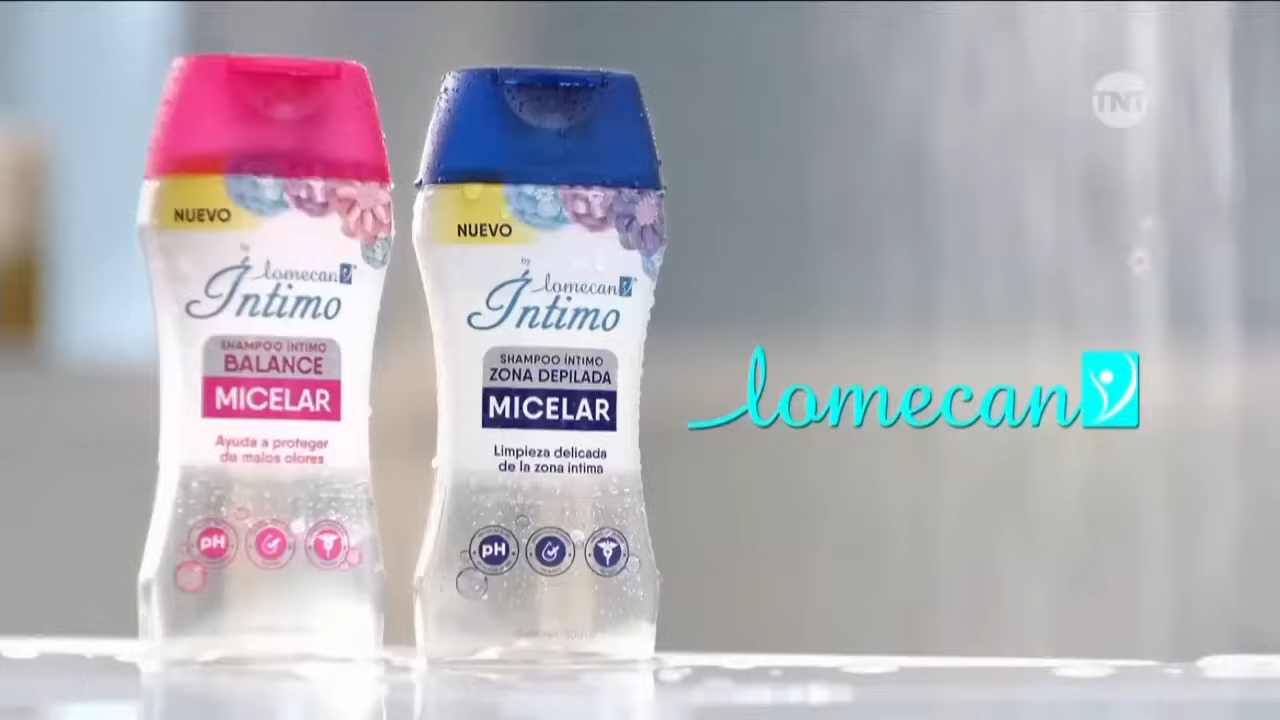 TNT
NUEVO
by
lomecan
Íntimo
SHAMPOO ÍNTIMO
BALANCE
MICELAR
Ayuda a proteger
de malos olores
pH
NUEVO
by
lomecan
Íntimo
SHAMPOO ÍNTIMO
ZONA DEPILADA
MICELAR
Limpieza delicada
de la zona íntima
pH
lomecan